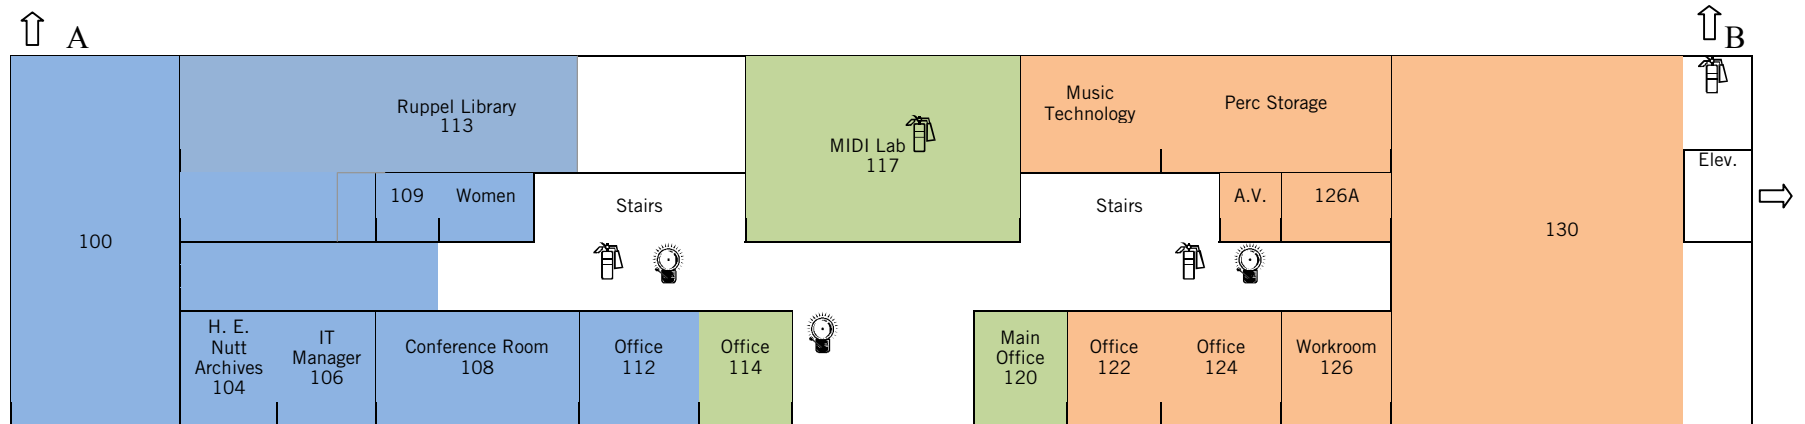 A
B
Ruppel Library
113
MIDI Lab
117
Music
Technology
Perc Storage
Elev.
100
109
Women
Stairs
Stairs
A.V.
126A
130
H. E.
Nutt
Archives
104
IT
Manager
106
Conference Room
108
Office
112
Office
114
Main
Office
120
Office
122
Office
124
Workroom
126